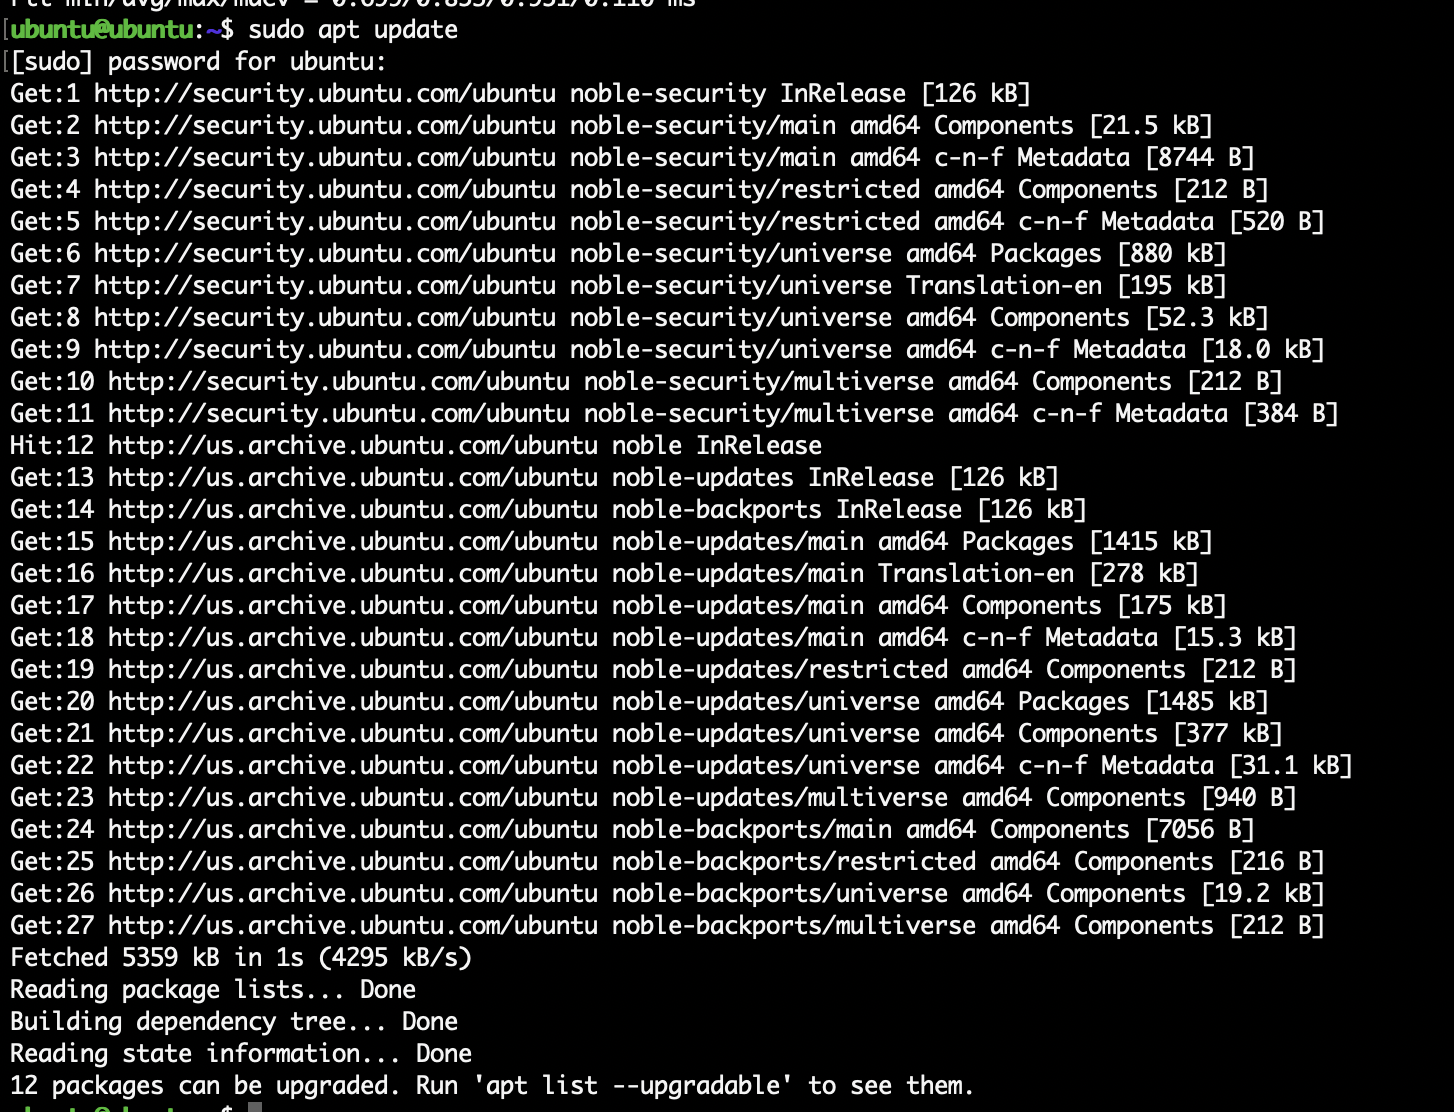 rtt min/avg/max/mdev = 0.695/0.835/0.951/0.110 ms
[ubuntu@ubuntu:~$ sudo apt update
[[sudo] password for ubuntu:
Get:1 http://security.ubuntu.com/ubuntu noble-security InRelease [126 kB]
Get:2 http://security.ubuntu.com/ubuntu noble-security/main amd64 Components [21.5 kB]
Get:3 http://security.ubuntu.com/ubuntu noble-security/main amd64 c-n-f Metadata [8744 B]
Get:4 http://security.ubuntu.com/ubuntu noble-security/restricted amd64 Components [212 B]
Get:5 http://security.ubuntu.com/ubuntu noble-security/restricted amd64 c-n-f Metadata [520 B]
Get:6 http://security.ubuntu.com/ubuntu noble-security/universe amd64 Packages [880 kB]
Get:7 http://security.ubuntu.com/ubuntu noble-security/universe Translation-en [195 kB]
Get:8 http://security.ubuntu.com/ubuntu noble-security/universe amd64 Components [52.3 kB]
Get:9 http://security.ubuntu.com/ubuntu noble-security/universe amd64 c-n-f Metadata [18.0 kB]
Get:10 http://security.ubuntu.com/ubuntu noble-security/multiverse amd64 Components [212 B]
Get:11 http://security.ubuntu.com/ubuntu noble-security/multiverse amd64 c-n-f Metadata [384 B]
Hit:12 http://us.archive.ubuntu.com/ubuntu noble InRelease
Get:13 http://us.archive.ubuntu.com/ubuntu noble-updates InRelease [126 kB]
Get:14 http://us.archive.ubuntu.com/ubuntu noble-backports InRelease [126 kB]
Get:15 http://us.archive.ubuntu.com/ubuntu noble-updates/main amd64 Packages [1415 kB]
Get:16 http://us.archive.ubuntu.com/ubuntu noble-updates/main Translation-en [278 kB]
Get:17 http://us.archive.ubuntu.com/ubuntu noble-updates/main amd64 Components [175 kB]
Get:18 http://us.archive.ubuntu.com/ubuntu noble-updates/main amd64 c-n-f Metadata [15.3 kB]
Get:19 http://us.archive.ubuntu.com/ubuntu noble-updates/restricted amd64 Components [212 B]
Get:20 http://us.archive.ubuntu.com/ubuntu noble-updates/universe amd64 Packages [1485 kB]
Get:21 http://us.archive.ubuntu.com/ubuntu noble-updates/universe amd64 Components [377 kB]
Get:22 http://us.archive.ubuntu.com/ubuntu noble-updates/universe amd64 c-n-f Metadata [31.1 kB]
Get:23 http://us.archive.ubuntu.com/ubuntu noble-updates/multiverse amd64 Components [940 B]
Get:24 http://us.archive.ubuntu.com/ubuntu noble-backports/main amd64 Components [7056 B]
Get:25 http://us.archive.ubuntu.com/ubuntu noble-backports/restricted amd64 Components [216 B]
Get:26 http://us.archive.ubuntu.com/ubuntu noble-backports/universe amd64 Components [19.2 kB]
Get:27 http://us.archive.ubuntu.com/ubuntu noble-backports/multiverse amd64 Components [212 B]
Fetched 5359 kB in 1s (4295 kB/s)
Reading package lists... Done
Building dependency tree... Done
Reading state information... Done
12 packages can be upgraded. Run 'apt list --upgradable' to see them.